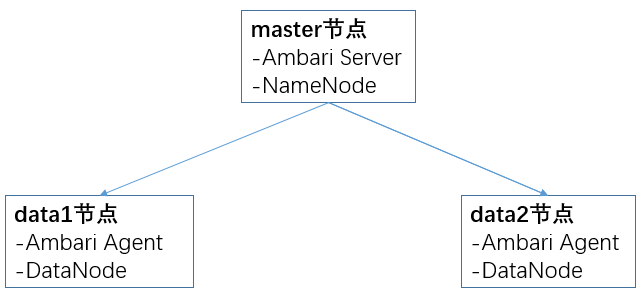 master节点
-Ambari Server
-NameNode
data1节点
-Ambari Agent
-DataNode
data2节点
-Ambari Agent
-DataNode